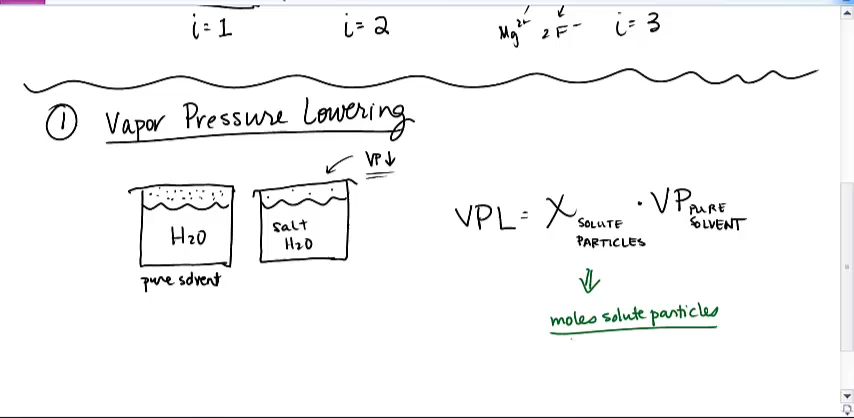 i=1 i=2 Mg²⁺ 2F⁻ i=3
① Vapor Pressure Lowering
VP↓
H₂O
pure solvent
salt
H₂O
VPL = X SOLUTE PARTICLES · VP PURE SOLVENT
moles solute particles